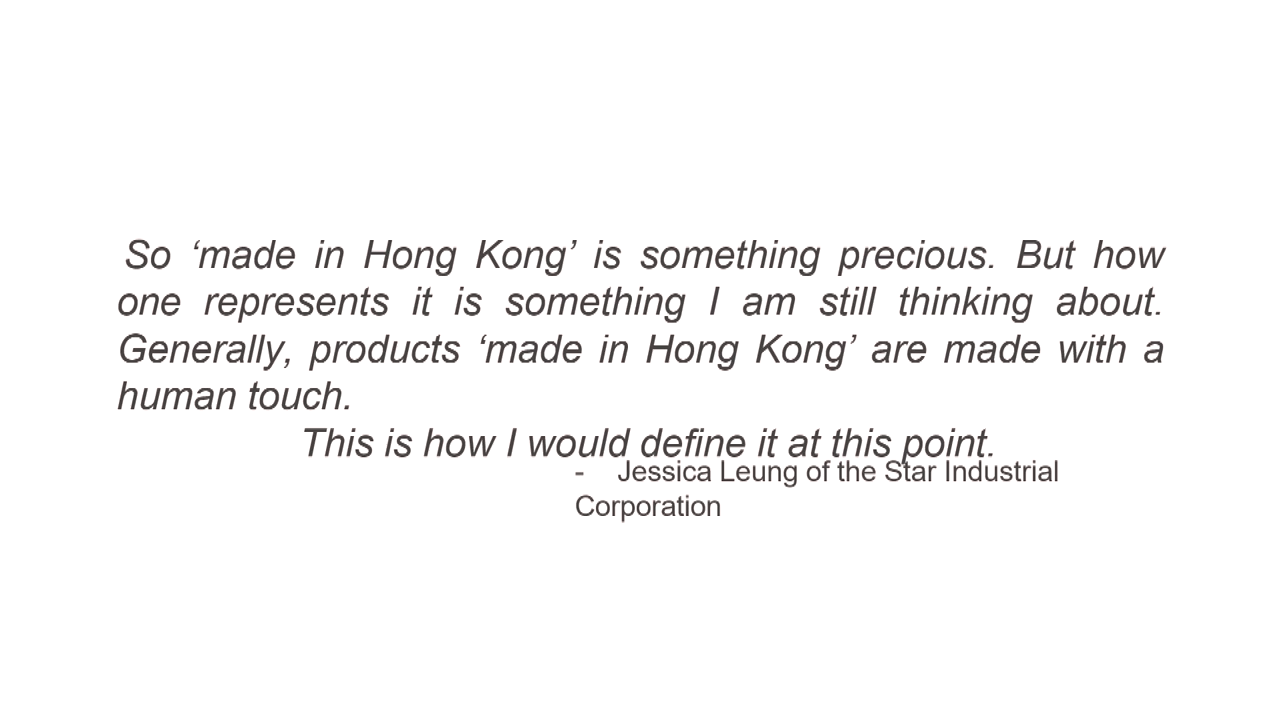 So ‘made in Hong Kong’ is something precious. But how
one represents it is something I am still thinking about.
Generally, products ‘made in Hong Kong’ are made with a
human touch.
This is how I would define it at this point.
- Jessica Leung of the Star Industrial
Corporation